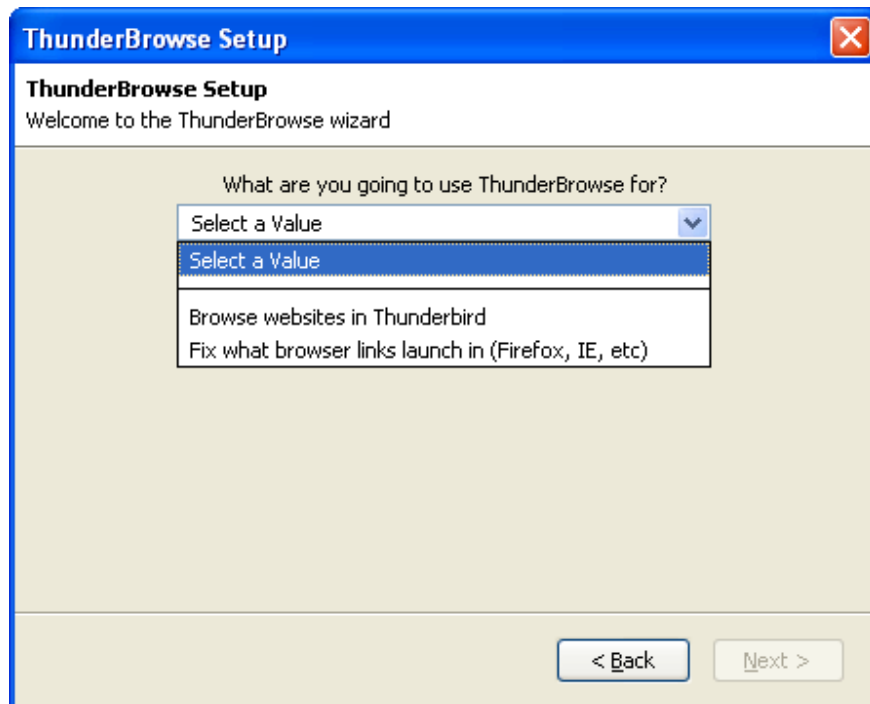 ThunderBrowse Setup
ThunderBrowse Setup
Welcome to the ThunderBrowse wizard
What are you going to use ThunderBrowse for?
Select a Value
Select a Value
Browse websites in Thunderbird
Fix what browser links launch in (Firefox, IE, etc)
< Back Next >